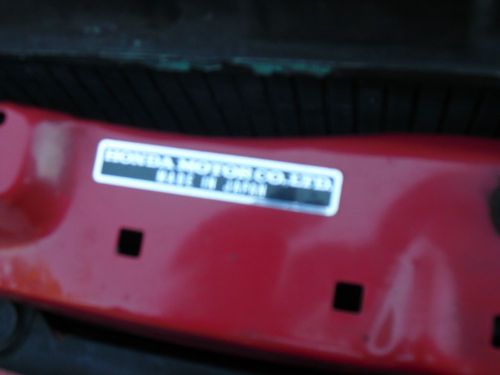 HONDA MOTOR CO., LTD.
MADE IN JAPAN